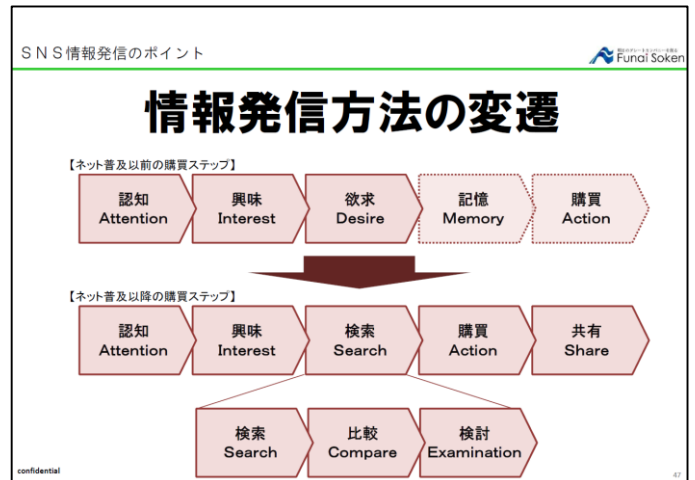 ＳＮＳ情報発信のポイント
Funai Soken
情報発信方法の変遷
【ネット普及以前の購買ステップ】
認知 興味 欲求 記憶 購買
Attention Interest Desire Memory Action
【ネット普及以降の購買ステップ】
認知 興味 検索 購買 共有
Attention Interest Search Action Share
検索 比較 検討
Search Compare Examination
confidential
47